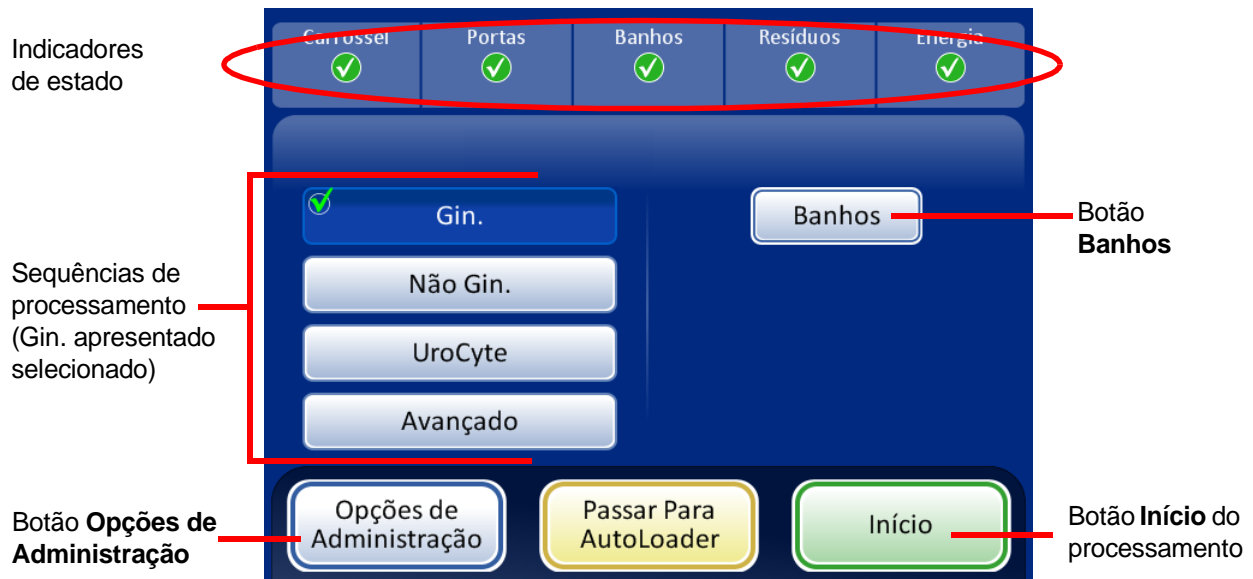 Indicadores
de estado
Carrossel
Portas
Banhos
Resíduos
Energia
Gin.
Não Gin.
UroCyte
Avançado
Banhos
Botão
Banhos
Sequências de
processamento
(Gin. apresentado
selecionado)
Botão Opções de
Administração
Opções de
Administração
Passar Para
AutoLoader
Início
Botão Início do
processamento